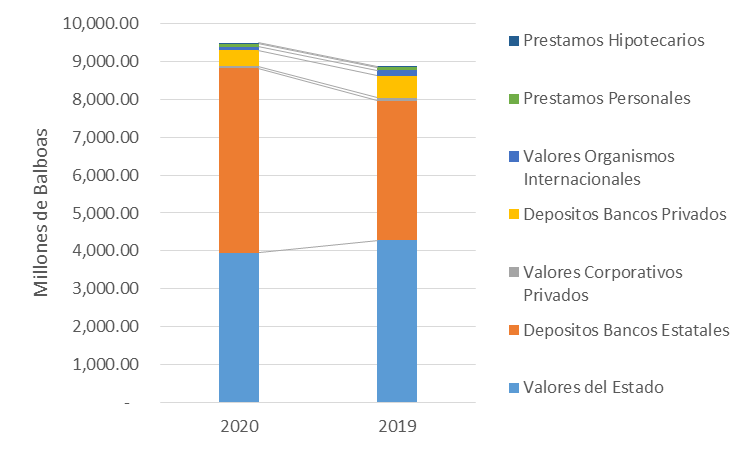 10,000.00
9,000.00
8,000.00
7,000.00
6,000.00
5,000.00
4,000.00
3,000.00
2,000.00
1,000.00
-
Millones de Balboas
2020
2019
Prestamos Hipotecarios
Prestamos Personales
Valores Organismos
Internacionales
Depositos Bancos Privados
Valores Corporativos
Privados
Depositos Bancos Estatales
Valores del Estado